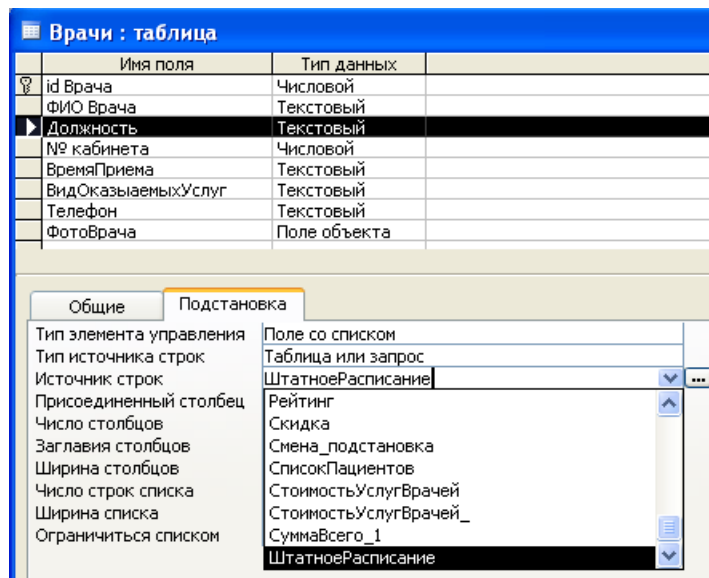 Врачи : таблица
Имя поля Тип данных
id Врача Числовой
ФИО Врача Текстовый
Должность Текстовый
№ кабинета Числовой
ВремяПриема Текстовый
ВидОказыаемыхУслуг Текстовый
Телефон Текстовый
ФотоВрача Поле объекта
Общие Подстановка
Тип элемента управления Поле со списком
Тип источника строк Таблица или запрос
Источник строк ШтатноеРасписание ...
Присоединенный столбец Рейтинг
Число столбцов Скидка
Заглавия столбцов Смена_подстановка
Ширина столбцов СписокПациентов
Число строк списка СтоимостьУслугВрачей
Ширина списка СтоимостьУслугВрачей_
Ограничиться списком СуммаВсего_1
ШтатноеРасписание